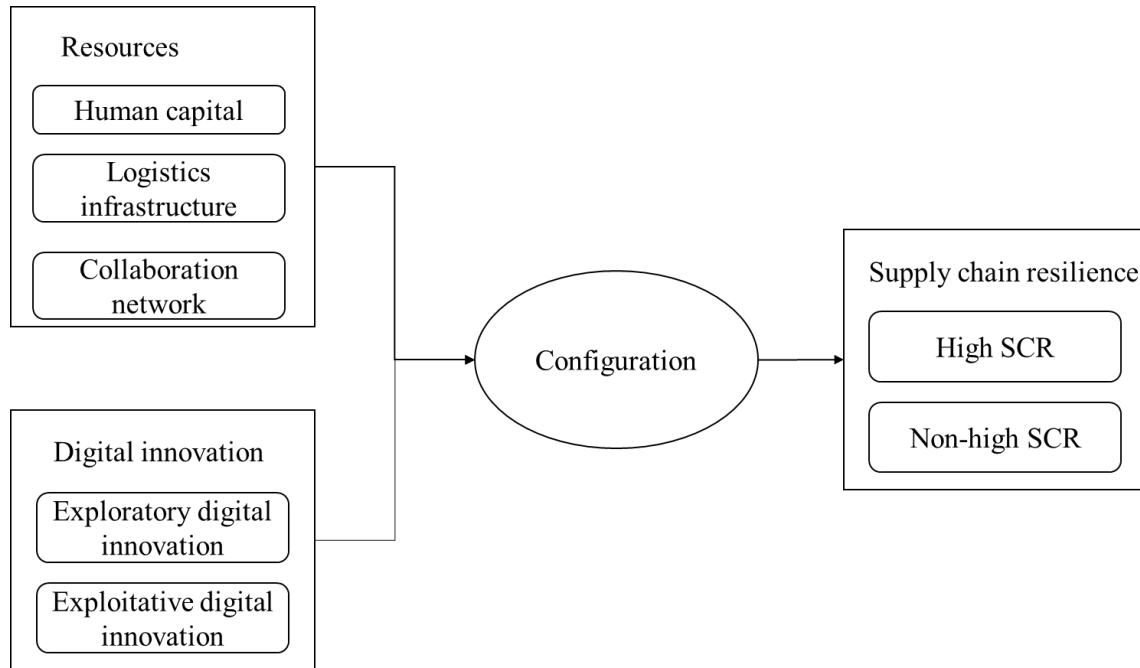 Resources
Human capital
Logistics
infrastructure
Collaboration
network
Digital innovation
Exploratory digital
innovation
Exploitative digital
innovation
Configuration
Supply chain resilience
High SCR
Non-high SCR